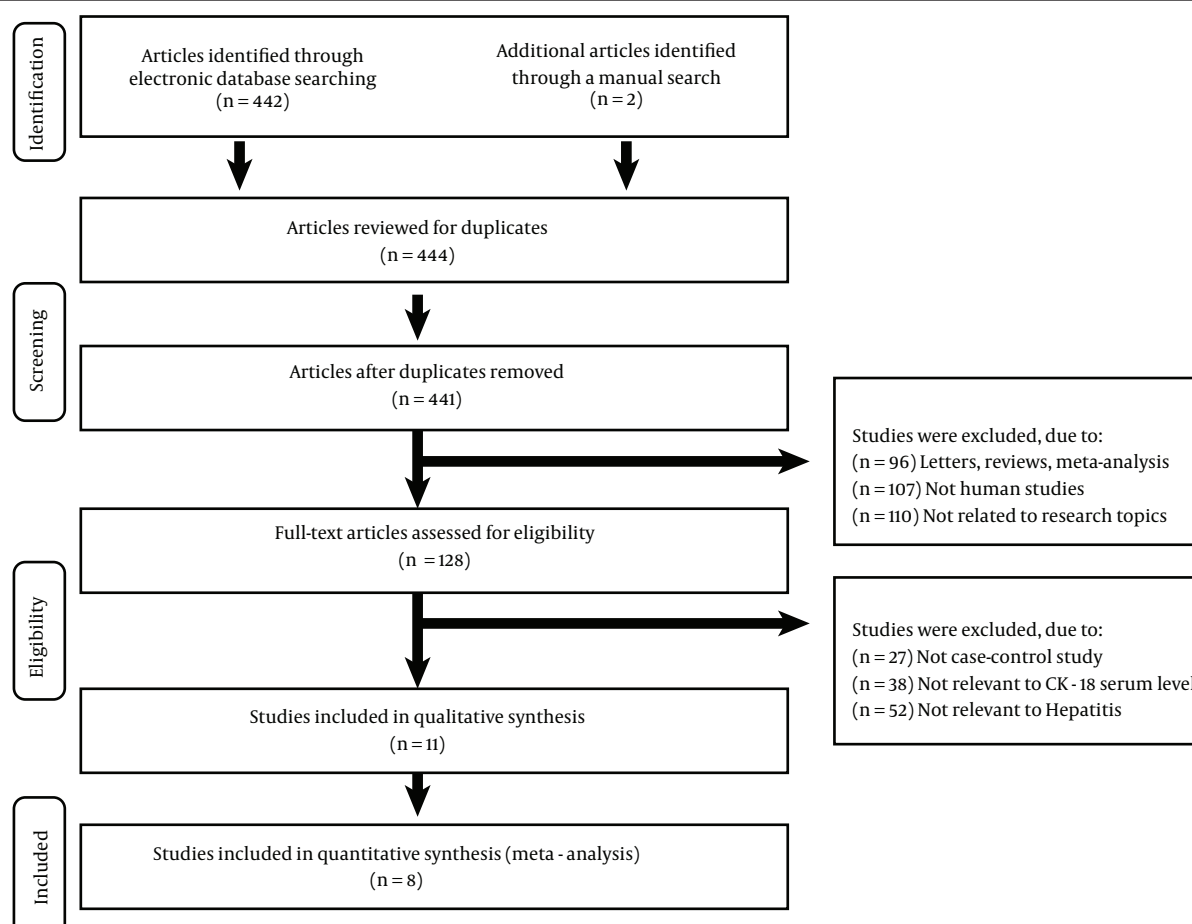 Identification
Articles identified through
electronic database searching
(n = 442)
Additional articles identified
through a manual search
(n = 2)
Articles reviewed for duplicates
(n = 444)
Screening
Articles after duplicates removed
(n = 441)
Studies were excluded, due to:
(n = 96) Letters, reviews, meta-analysis
(n = 107) Not human studies
(n = 110) Not related to research topics
Full-text articles assessed for eligibility
(n = 128)
Eligibility
Studies were excluded, due to:
(n = 27) Not case-control study
(n = 38) Not relevant to CK - 18 serum level
(n = 52) Not relevant to Hepatitis
Studies included in qualitative synthesis
(n = 11)
Included
Studies included in quantitative synthesis (meta - analysis)
(n = 8)